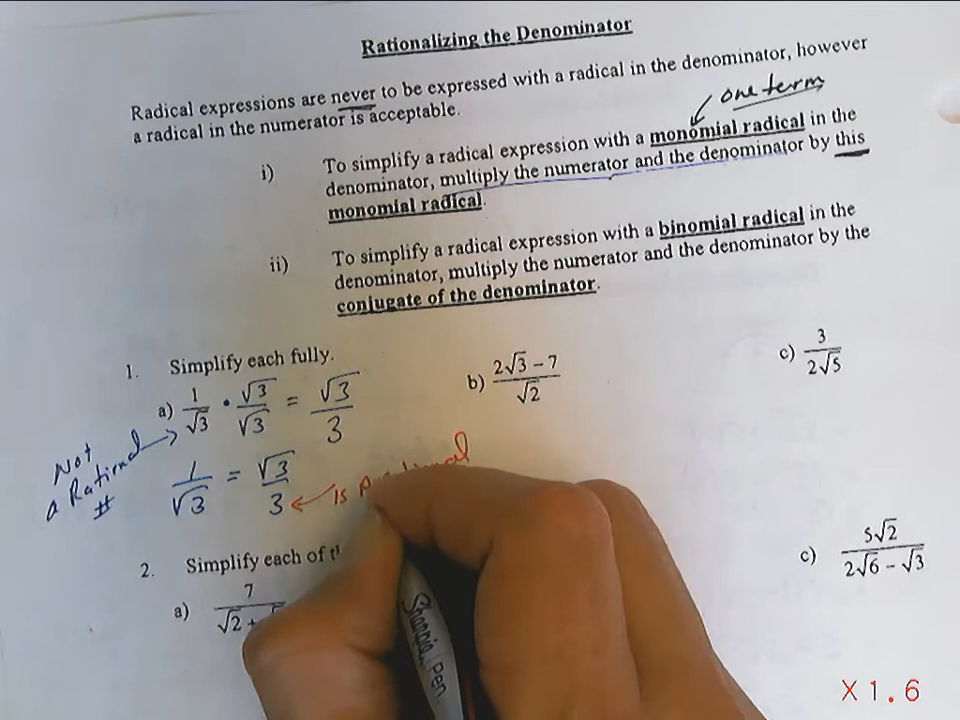 Rationalizing the Denominator
Radical expressions are never to be expressed with a radical in the denominator, however
a radical in the numerator is acceptable.
one term
i) To simplify a radical expression with a monomial radical in the
denominator, multiply the numerator and the denominator by this
monomial radical.
ii) To simplify a radical expression with a binomial radical in the
denominator, multiply the numerator and the denominator by the
conjugate of the denominator.
1. Simplify each fully.
a) 1/√3 • √3/√3 = √3/3
b) (2√3 − 7)/√2
c) 3/(2√5)
Not
a Rational
#
1/√3 = √3/3 ← is
2. Simplify each of
a) 7/(√2 +
c) 5√2/(2√6 − √3)
Sharpie Pen
X1.6